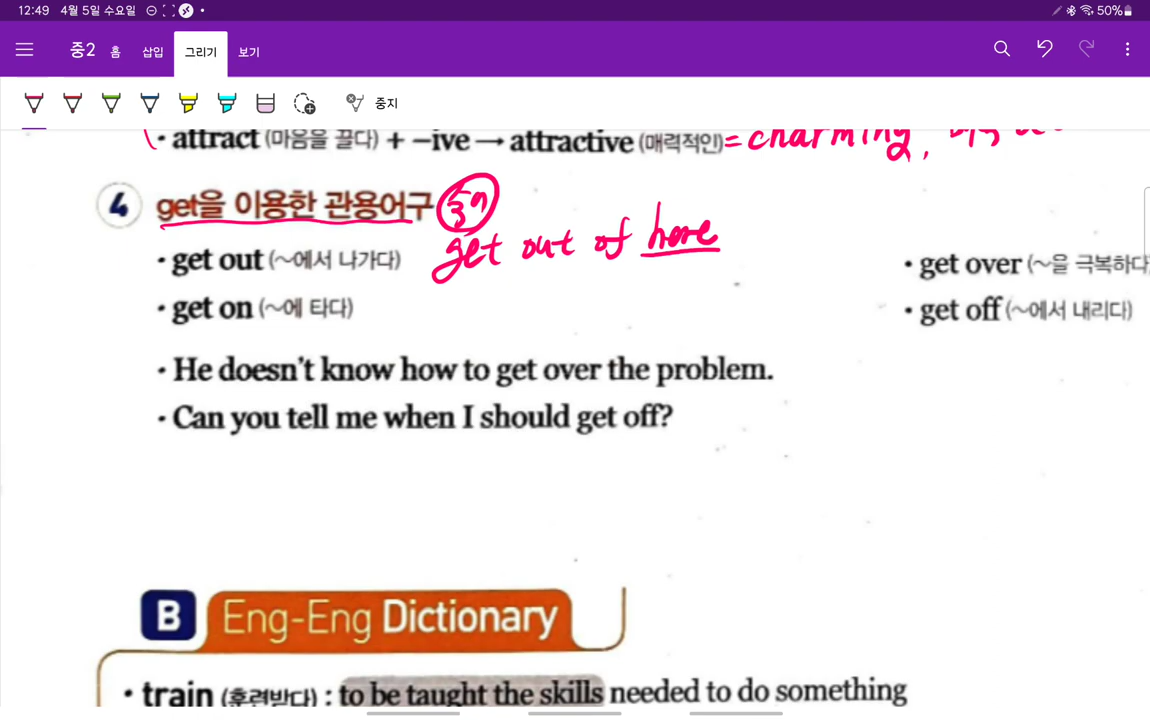 12:49 4월 5일 수요일 50%
중2 홈 삽입 그리기 보기
중지
· attract (마음을 끌다) + –ive → attractive (매력적인) = charming,
4 get을 이용한 관용어구 숙어
get out of here
· get out (~에서 나가다) · get over (~을 극복하다
· get on (~에 타다) · get off (~에서 내리다)
· He doesn't know how to get over the problem.
· Can you tell me when I should get off?
B Eng-Eng Dictionary
· train (훈련받다) : to be taught the skills needed to do something